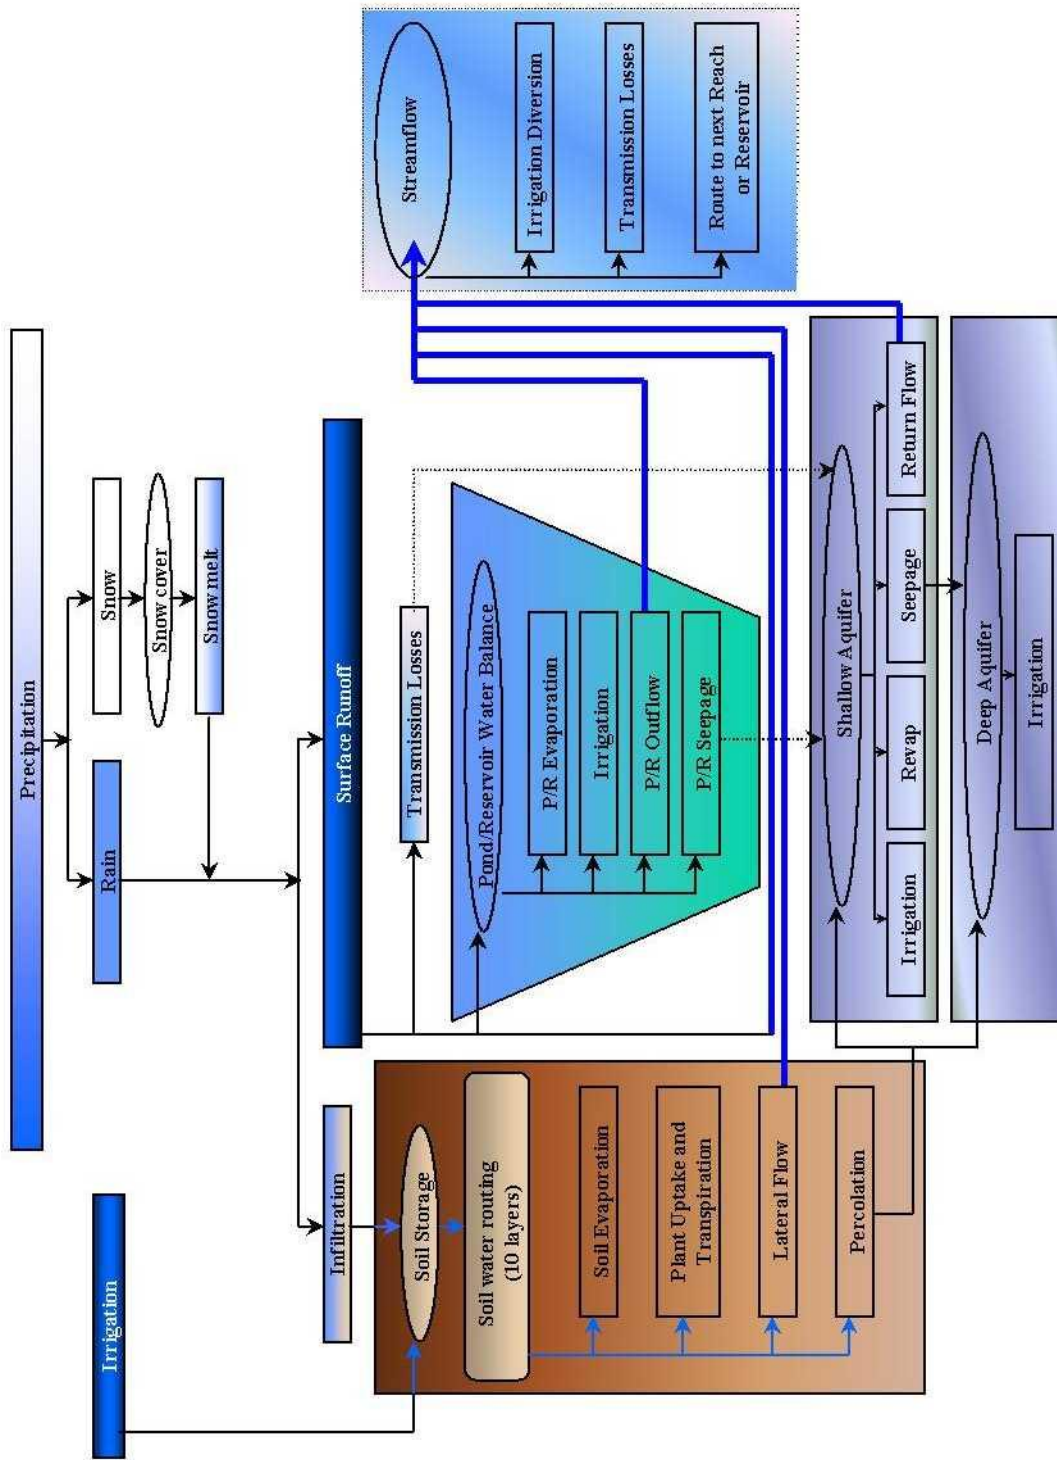 Precipitation
Irrigation
Rain
Snow
Snow cover
Snow melt
Infiltration
Surface Runoff
Soil Storage
Soil water routing
(10 layers)
Soil Evaporation
Plant Uptake and
Transpiration
Lateral Flow
Percolation
Transmission Losses
Pond/Reservoir Water Balance
P/R Evaporation
Irrigation
P/R Outflow
P/R Seepage
Streamflow
Irrigation Diversion
Transmission Losses
Route to next Reach
or Reservoir
Shallow Aquifer
Irrigation
Revap
Seepage
Return Flow
Deep Aquifer
Irrigation